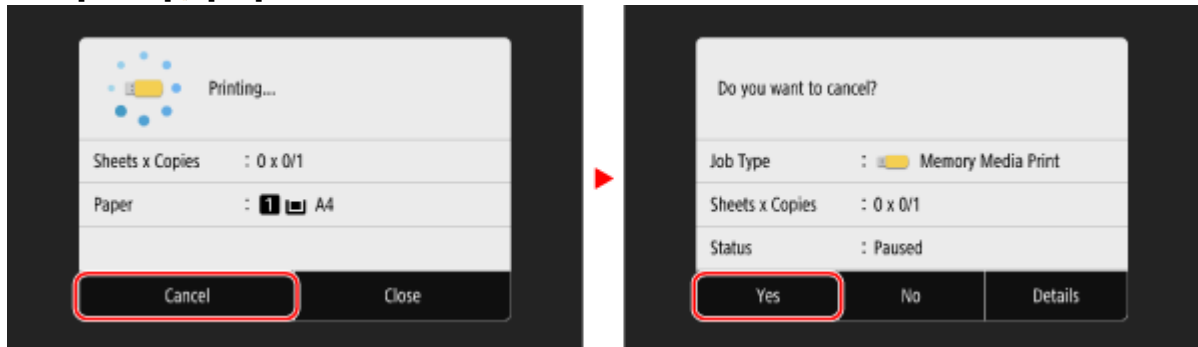 Printing...
Sheets x Copies : 0 x 0/1
Paper : 1 A4
Cancel Close
Do you want to cancel?
Job Type : Memory Media Print
Sheets x Copies : 0 x 0/1
Status : Paused
Yes No Details